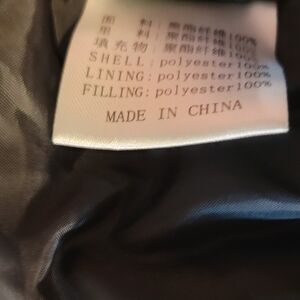 面 料:聚酯纤维100%
里 料:聚酯纤维100%
填充物:聚酯纤维100%
SHELL:polyester100%
LINING:polyester100%
FILLING:polyester100%
MADE IN CHINA